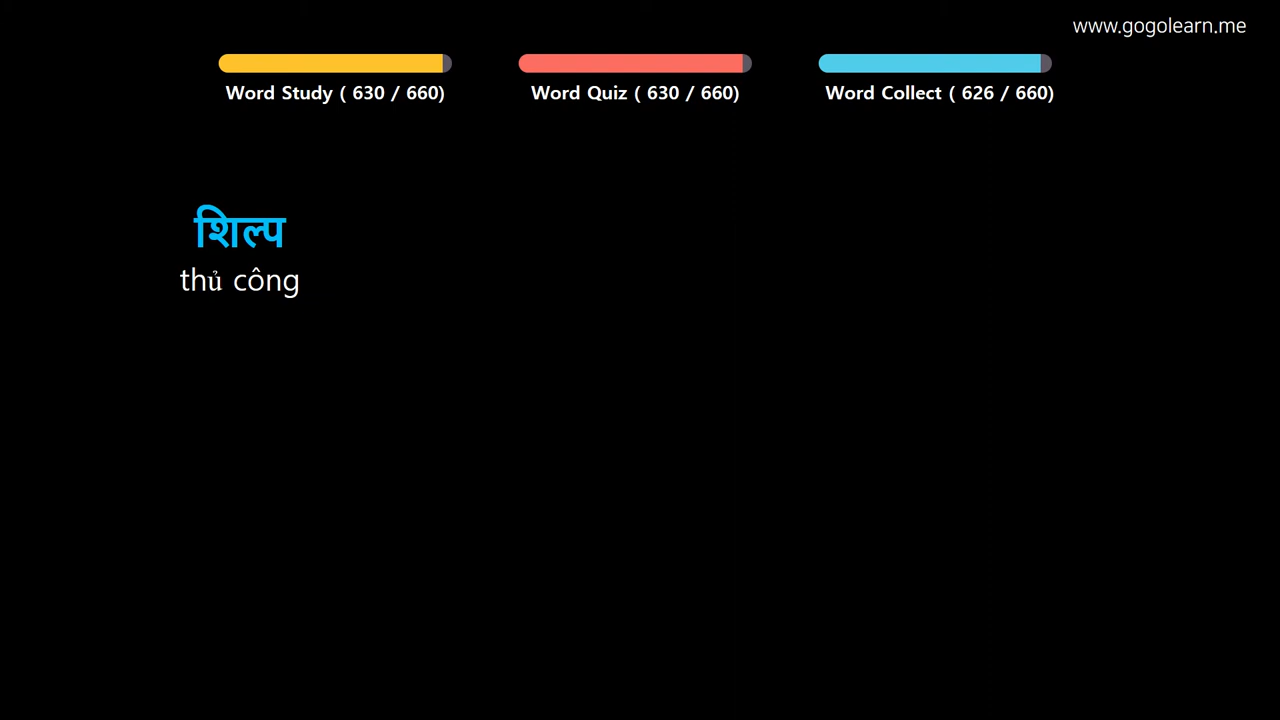 www.gogolearn.me
Word Study ( 630 / 660)
Word Quiz ( 630 / 660)
Word Collect ( 626 / 660)
शिल्प
thủ công